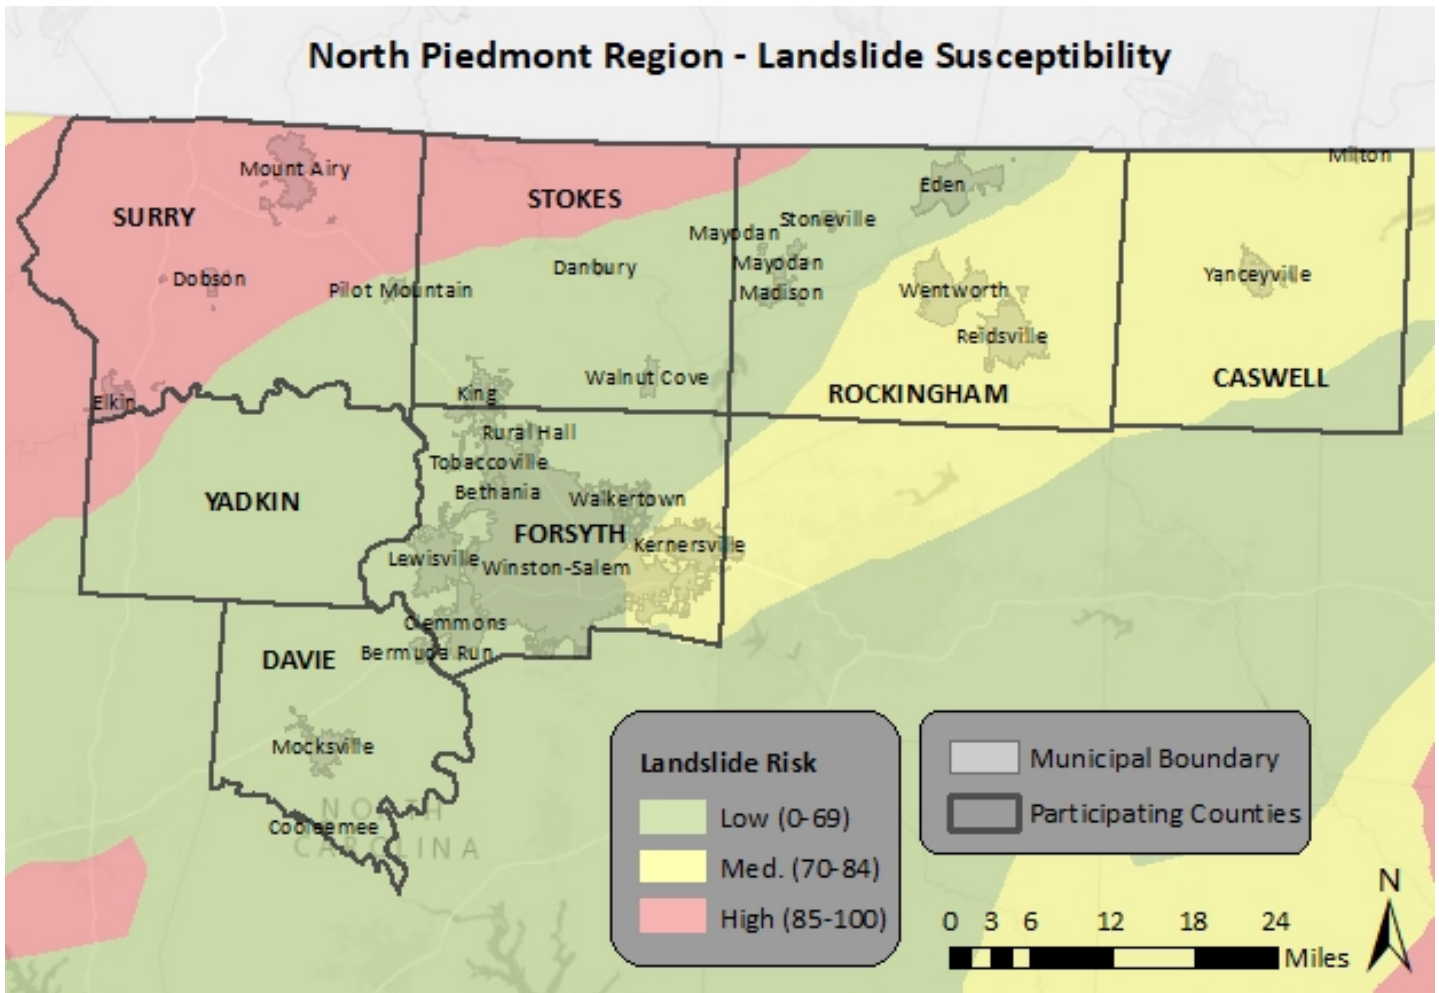 North Piedmont Region - Landslide Susceptibility
Milton
Mount Airy
Eden
STOKES
SURRY
Stoneville
Mayodan
Mayodan
Danbury
Yanceyville
Dobson
Pilot Mountain
Madison
Wentworth
Reidsville
Walnut Cove
CASWELL
King
ROCKINGHAM
Elkin
Rural Hall
Tobaccoville
Bethania
Walkertown
YADKIN
FORSYTH
Kernersville
Lewisville
Winston-Salem
Clemmons
Bermuda Run
DAVIE
Mocksville
NORTH
CAROLINA
Cooleemee
Landslide Risk
Low (0-69)
Med. (70-84)
High (85-100)
Municipal Boundary
Participating Counties
N
0 3 6 12 18 24
Miles